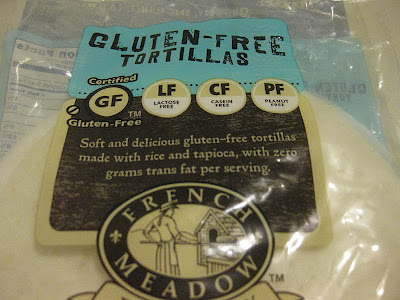 GLUTEN-FREE
TORTILLAS
Certified
GF
TM
Gluten-Free
LF
LACTOSE
FREE
CF
CASEIN
FREE
PF
PEANUT
FREE
Soft and delicious gluten-free tortillas
made with rice and tapioca, with zero
grams trans fat per serving.
FRENCH
MEADOW
TM